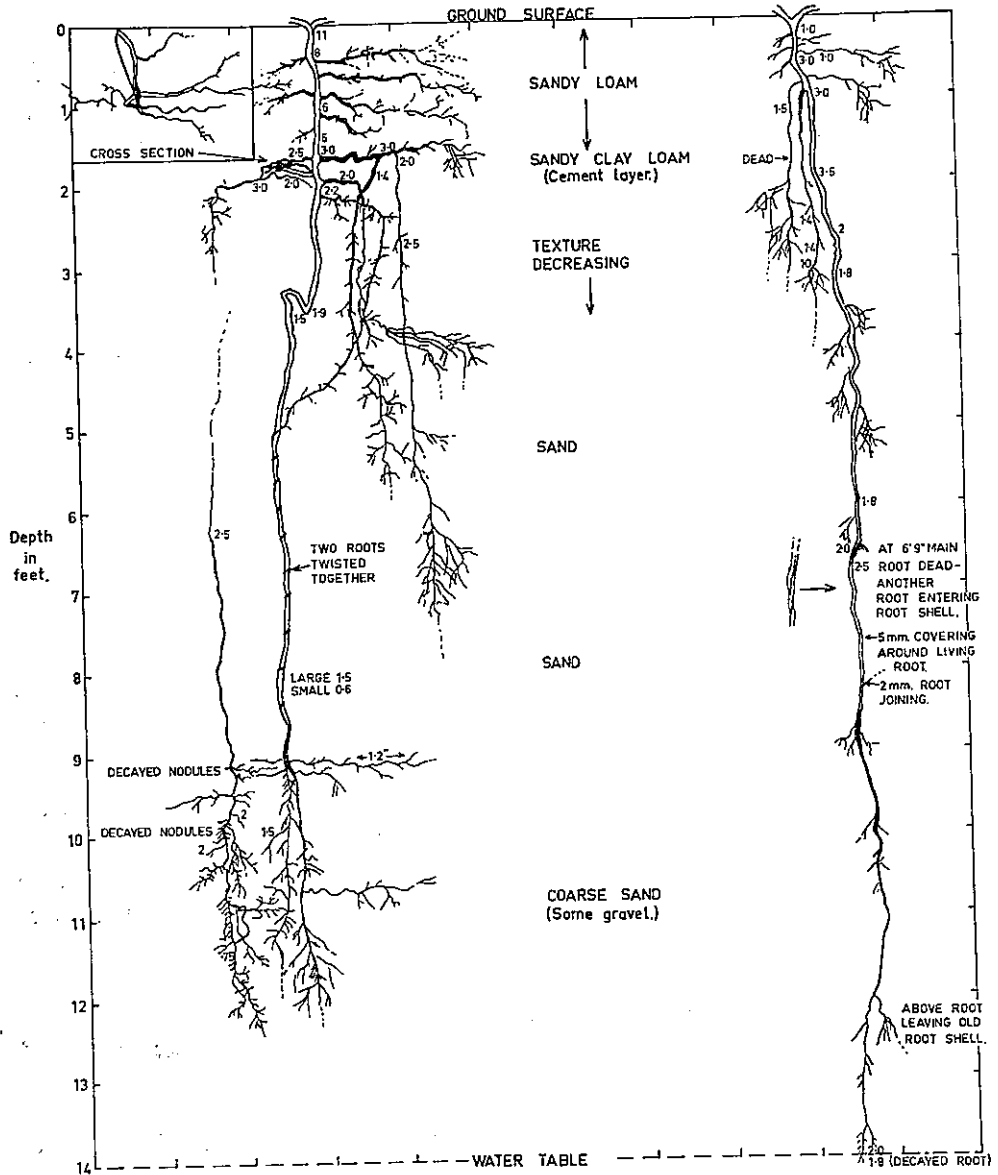 GROUND SURFACE
0
1
2
3
4
5
6
7
8
9
10
11
12
13
14
Depth
in
feet.
CROSS SECTION
11
8
6
5
3·0
2·5
3·0
2·0
3·0
2·0
2·0
1·4
2·2
2·5
1·5
1·9
2·5
TWO ROOTS
TWISTED
TOGETHER
LARGE 1·5
SMALL 0·6
1·2"
DECAYED NODULES
2
DECAYED NODULES
1·5
2
SANDY LOAM
SANDY CLAY LOAM
(Cement layer.)
TEXTURE
DECREASING
SAND
SAND
COARSE SAND
(Some gravel.)
1·0
3·0
1·0
3·0
1·5
DEAD
3·5
1·4
2
1·4
1·0
1·8
1·8
2·0
2·5
AT 6'9" MAIN
ROOT DEAD-
ANOTHER
ROOT ENTERING
ROOT SHELL.
5mm. COVERING
AROUND LIVING
ROOT.
2mm. ROOT
JOINING.
ABOVE ROOT
LEAVING OLD
ROOT SHELL.
2·0
1·9 (DECAYED ROOT)
WATER TABLE